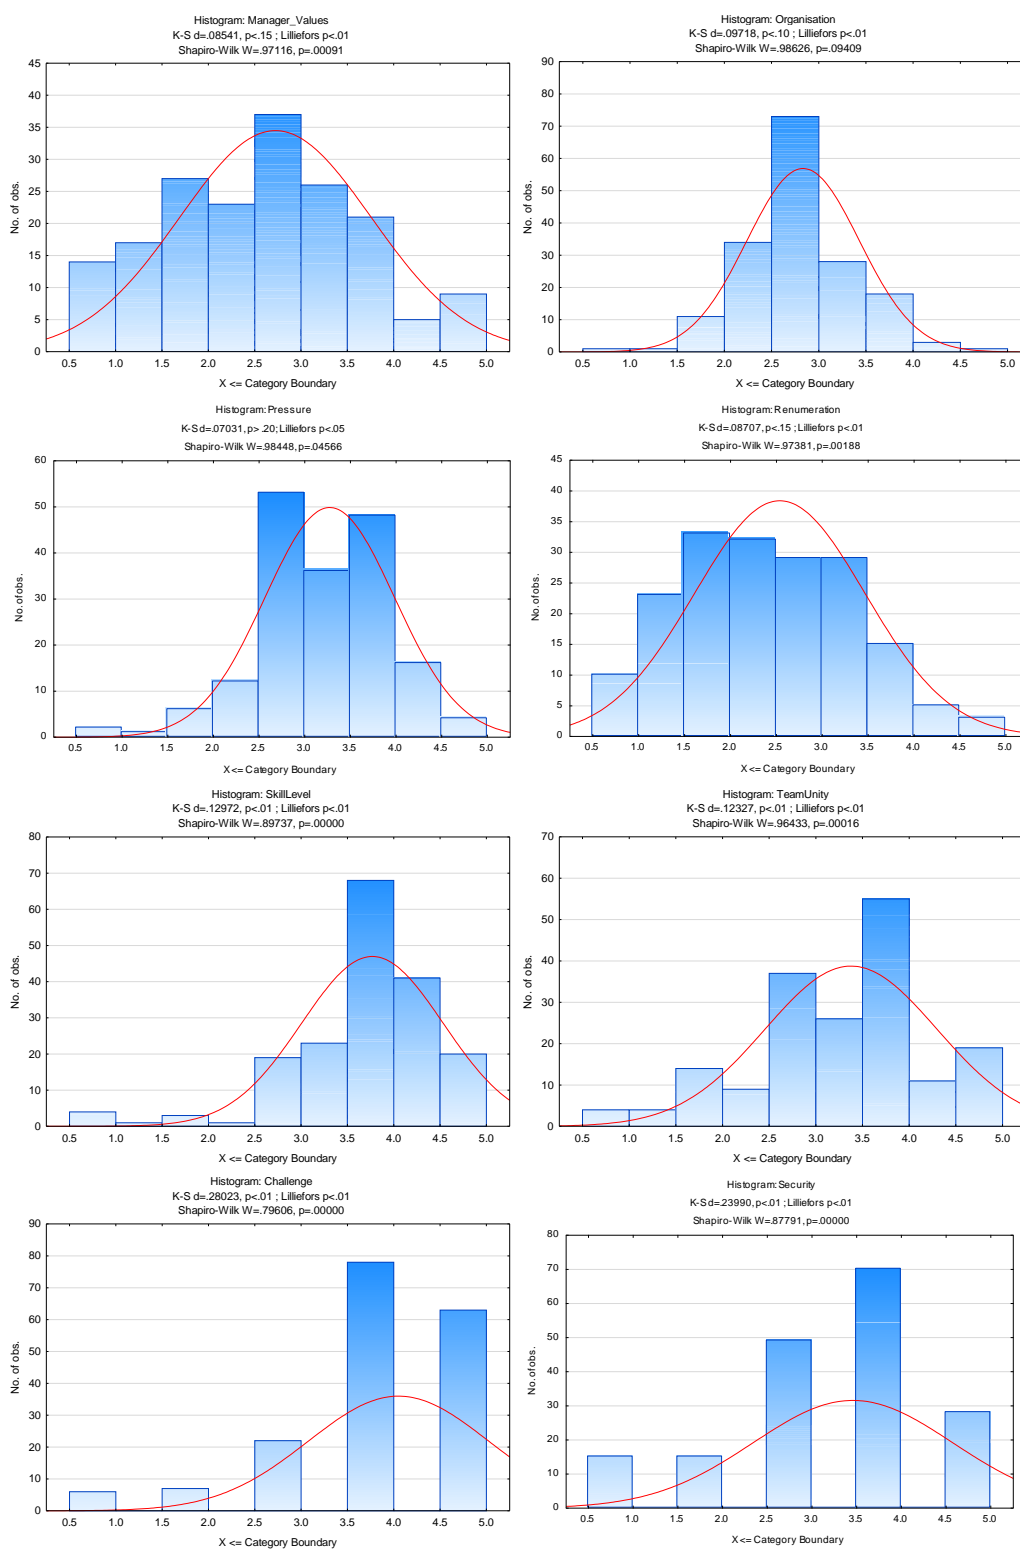 Histogram: Manager_Values
K-S d=.08541, p<.15 ; Lilliefors p<.01
Shapiro-Wilk W=.97116, p=.00091
45
40
35
30
25
20
15
10
5
0
No. of obs.
0.5 1.0 1.5 2.0 2.5 3.0 3.5 4.0 4.5 5.0
X <= Category Boundary
Histogram: Organisation
K-S d=.09718, p<.10 ; Lilliefors p<.01
Shapiro-Wilk W=.98626, p=.09409
90
80
70
60
50
40
30
20
10
0
No. of obs.
0.5 1.0 1.5 2.0 2.5 3.0 3.5 4.0 4.5 5.0
X <= Category Boundary
Histogram: Pressure
K-S d=.07031, p> .20; Lilliefors p<.05
Shapiro-Wilk W=.98448, p=.04566
60
50
40
30
20
10
0
No. of obs.
0.5 1.0 1.5 2.0 2.5 3.0 3.5 4.0 4.5 5.0
X <= Category Boundary
Histogram: Renumeration
K-S d=.08707, p<.15 ; Lilliefors p<.01
Shapiro-Wilk W=.97381, p=.00188
45
40
35
30
25
20
15
10
5
0
No. of obs.
0.5 1.0 1.5 2.0 2.5 3.0 3.5 4.0 4.5 5.0
X <= Category Boundary
Histogram: SkillLevel
K-S d=.12972, p<.01 ; Lilliefors p<.01
Shapiro-Wilk W=.89737, p=.00000
80
70
60
50
40
30
20
10
0
No. of obs.
0.5 1.0 1.5 2.0 2.5 3.0 3.5 4.0 4.5 5.0
X <= Category Boundary
Histogram: TeamUnity
K-S d=.12327, p<.01 ; Lilliefors p<.01
Shapiro-Wilk W=.96433, p=.00016
70
60
50
40
30
20
10
0
No. of obs.
0.5 1.0 1.5 2.0 2.5 3.0 3.5 4.0 4.5 5.0
X <= Category Boundary
Histogram: Challenge
K-S d=.28023, p<.01 ; Lilliefors p<.01
Shapiro-Wilk W=.79606, p=.00000
90
80
70
60
50
40
30
20
10
0
No. of obs.
0.5 1.0 1.5 2.0 2.5 3.0 3.5 4.0 4.5 5.0
X <= Category Boundary
Histogram: Security
K-S d=.23990, p<.01 ; Lilliefors p<.01
Shapiro-Wilk W=.87791, p=.00000
80
70
60
50
40
30
20
10
0
No. of obs.
0.5 1.0 1.5 2.0 2.5 3.0 3.5 4.0 4.5 5.0
X <= Category Boundary